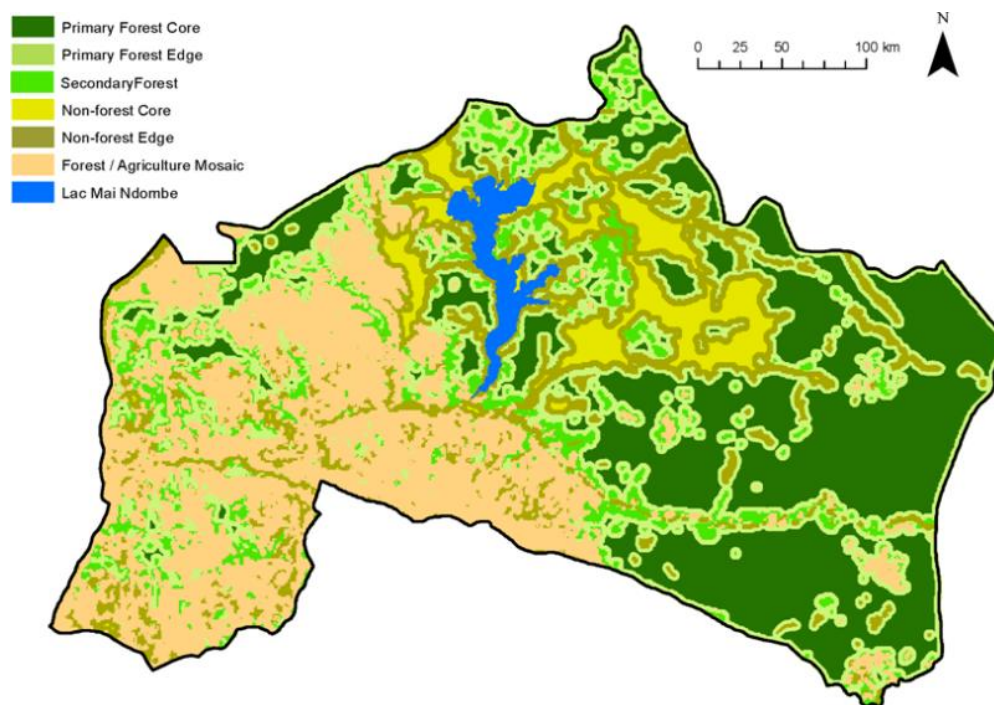 Primary Forest Core
Primary Forest Edge
SecondaryForest
Non-forest Core
Non-forest Edge
Forest / Agriculture Mosaic
Lac Mai Ndombe
0 25 50 100 km
N